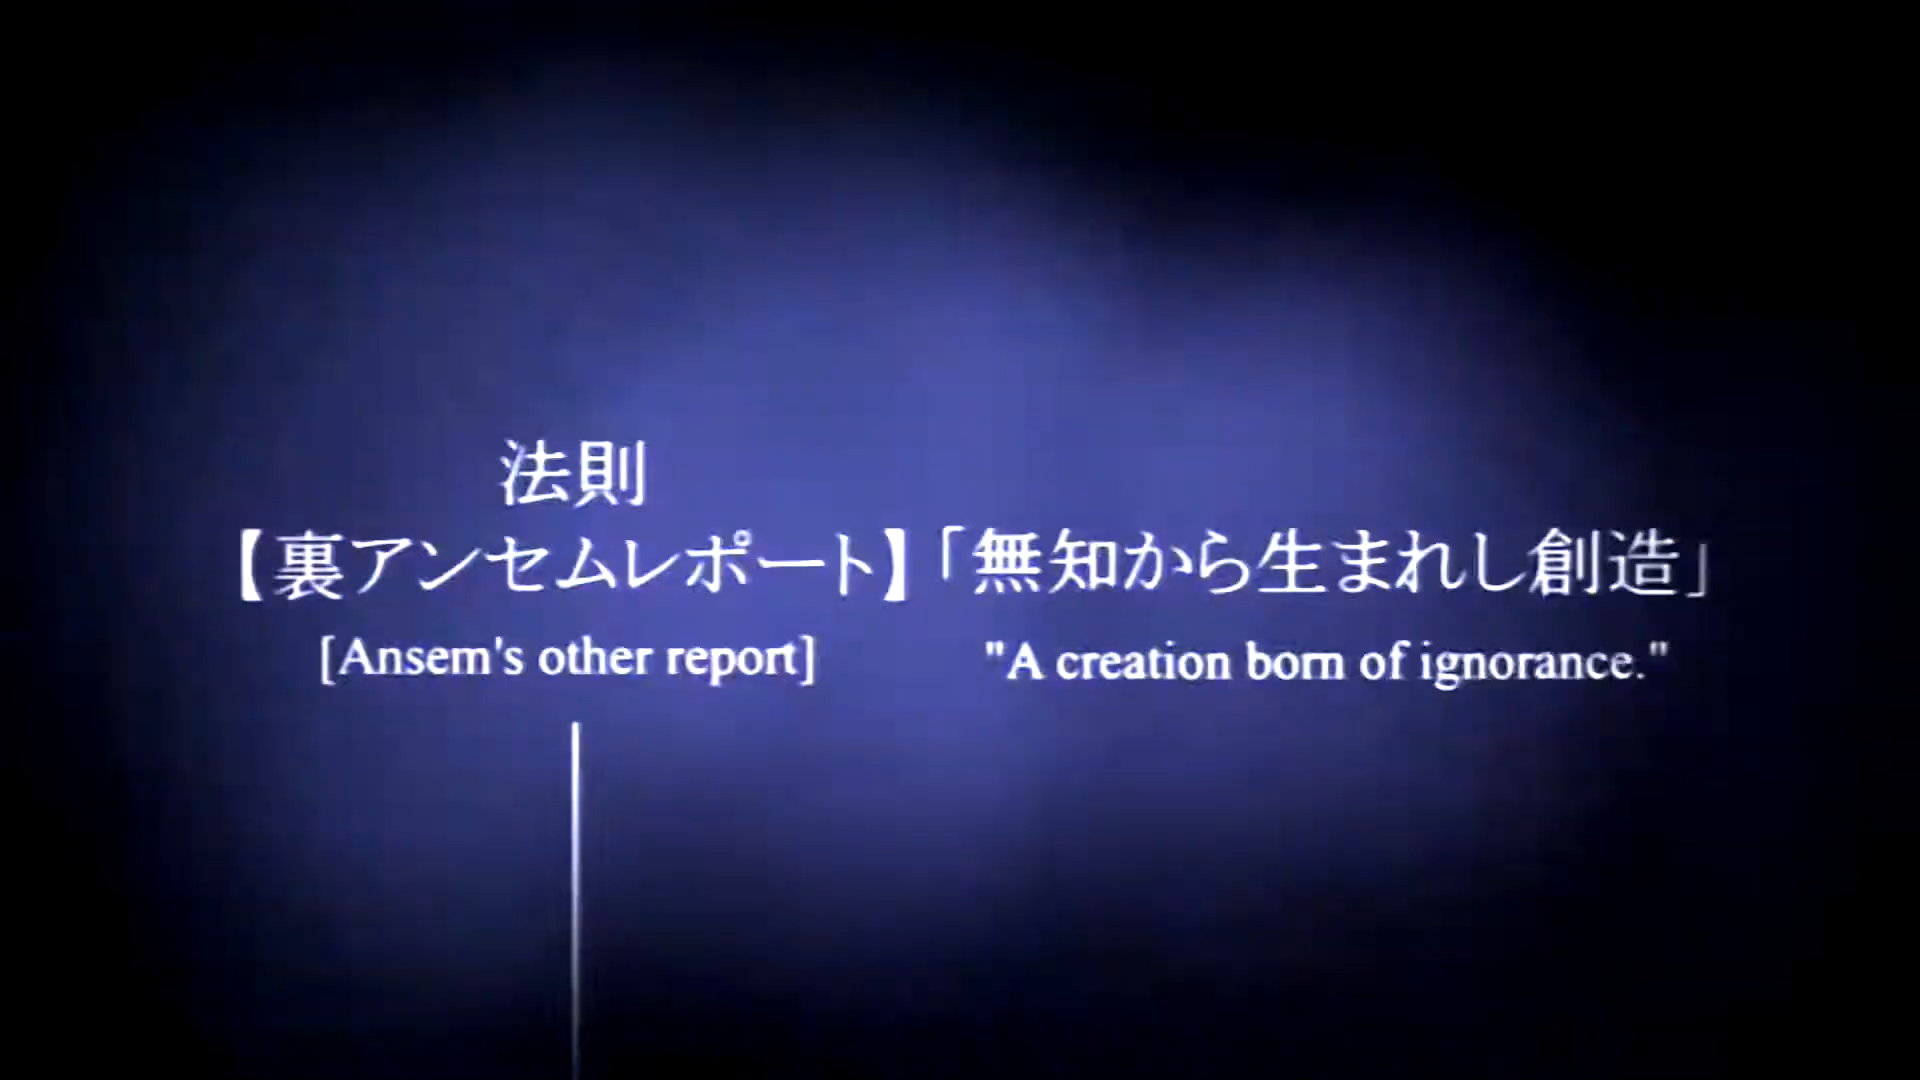 法則
【裏アンセムレポート】「無知から生まれし創造」
[Ansem's other report] "A creation born of ignorance."